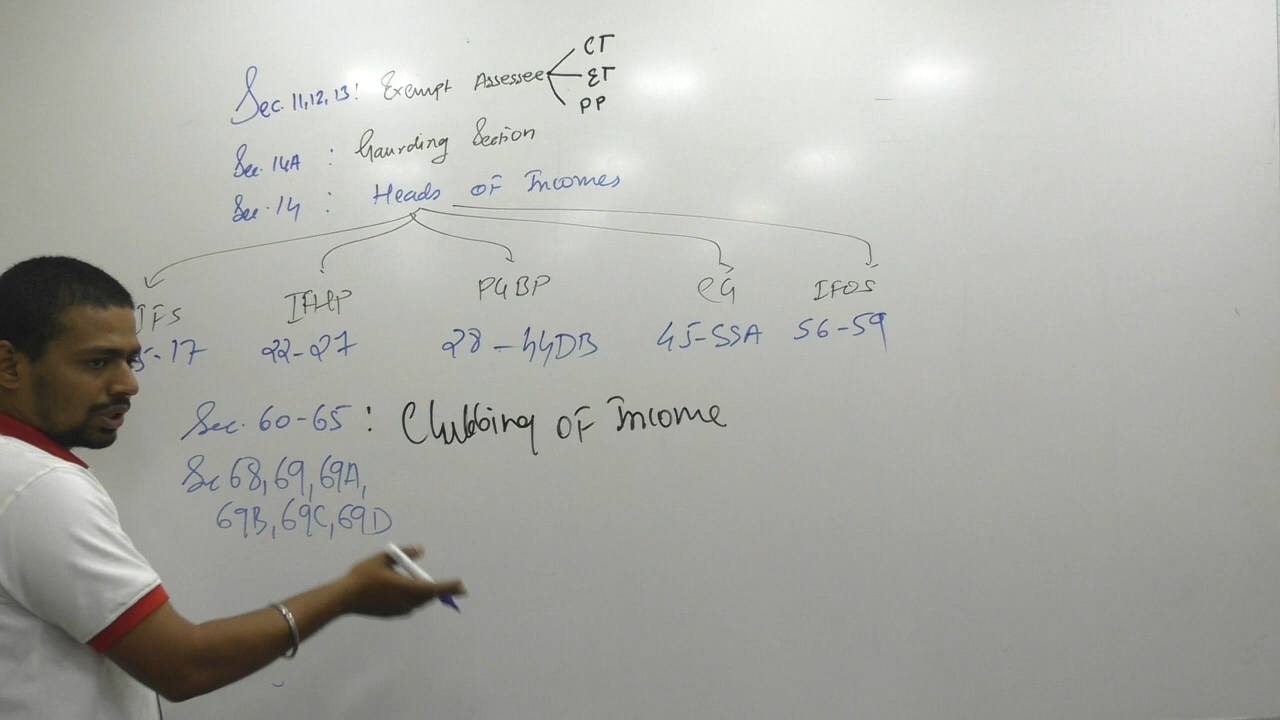 CT
Sec. 11,12,13: Exempt Assessee ET
PP
Sec. 14A : Gaurding Section
Sec. 14 : Heads OF Incomes
IFS IFHP PGBP CG IFOS
5-17 22-27 28-44DB 45-55A 56-59
Sec. 60-65: Clubbing OF Income
Sec 68, 69, 69A,
69B, 69C, 69D